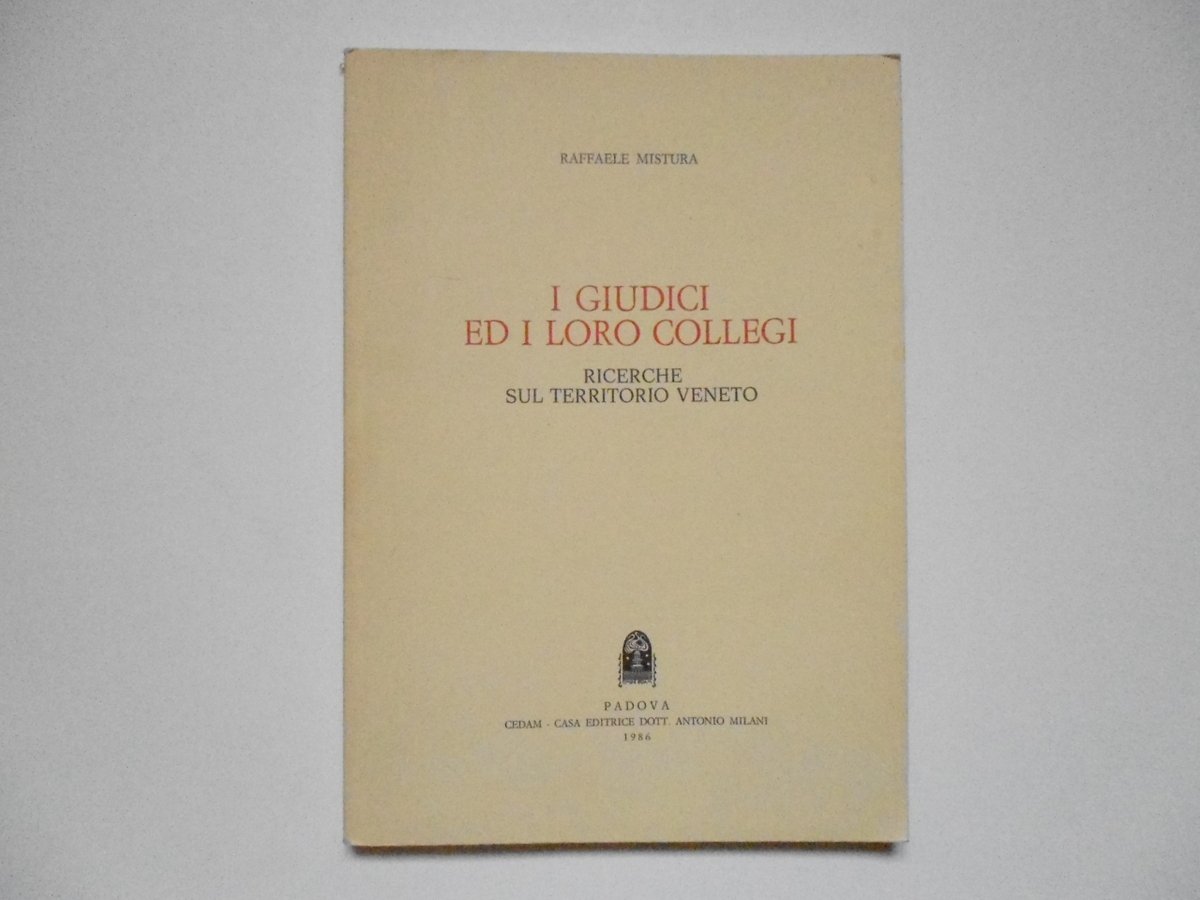 RAFFAELE MISTURA
I GIUDICI
ED I LORO COLLEGI
RICERCHE
SUL TERRITORIO VENETO
PADOVA
CEDAM - CASA EDITRICE DOTT. ANTONIO MILANI
1986